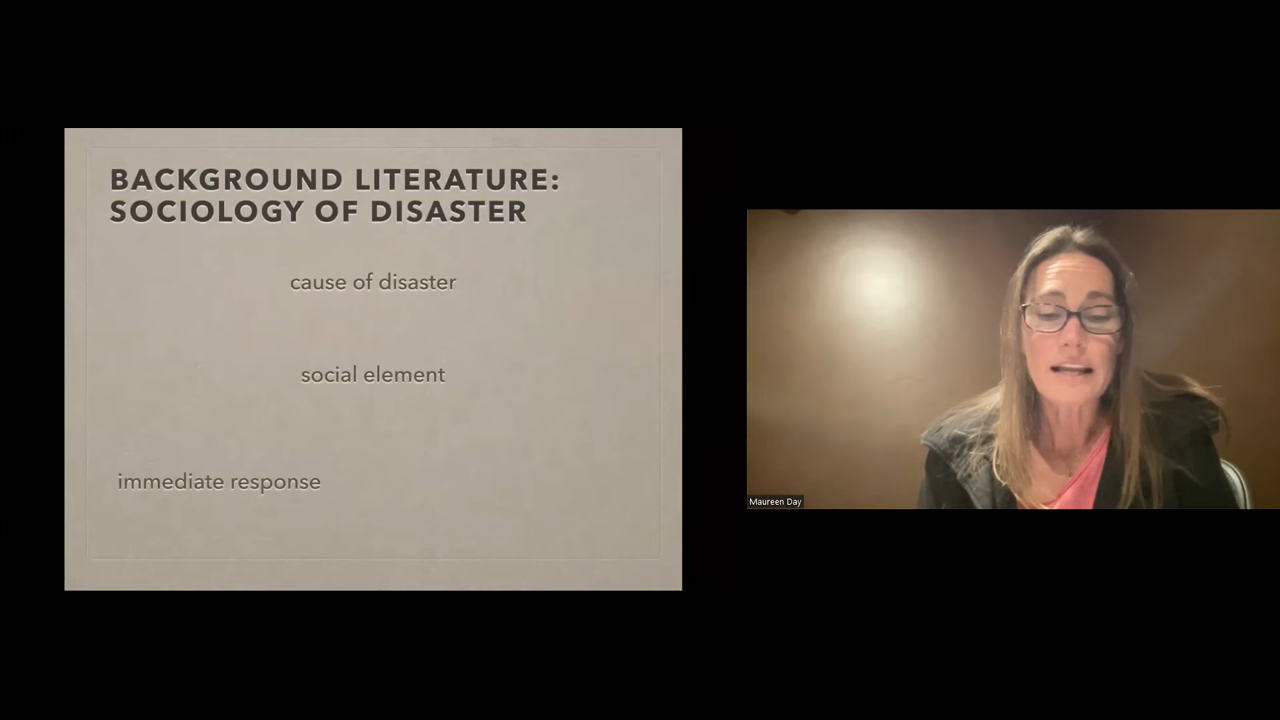 BACKGROUND LITERATURE:
SOCIOLOGY OF DISASTER
cause of disaster
social element
immediate response
Maureen Day